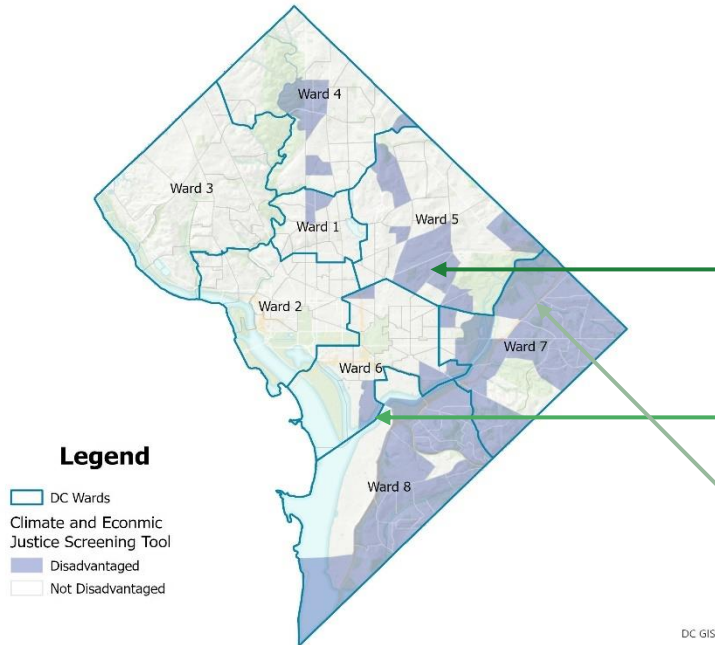 Ward 4
Ward 3
Ward 5
Ward 1
Ward 2
Ward 7
Ward 6
Ward 8
Legend
DC Wards
Climate and Econmic
Justice Screening Tool
Disadvantaged
Not Disadvantaged
DC GIS